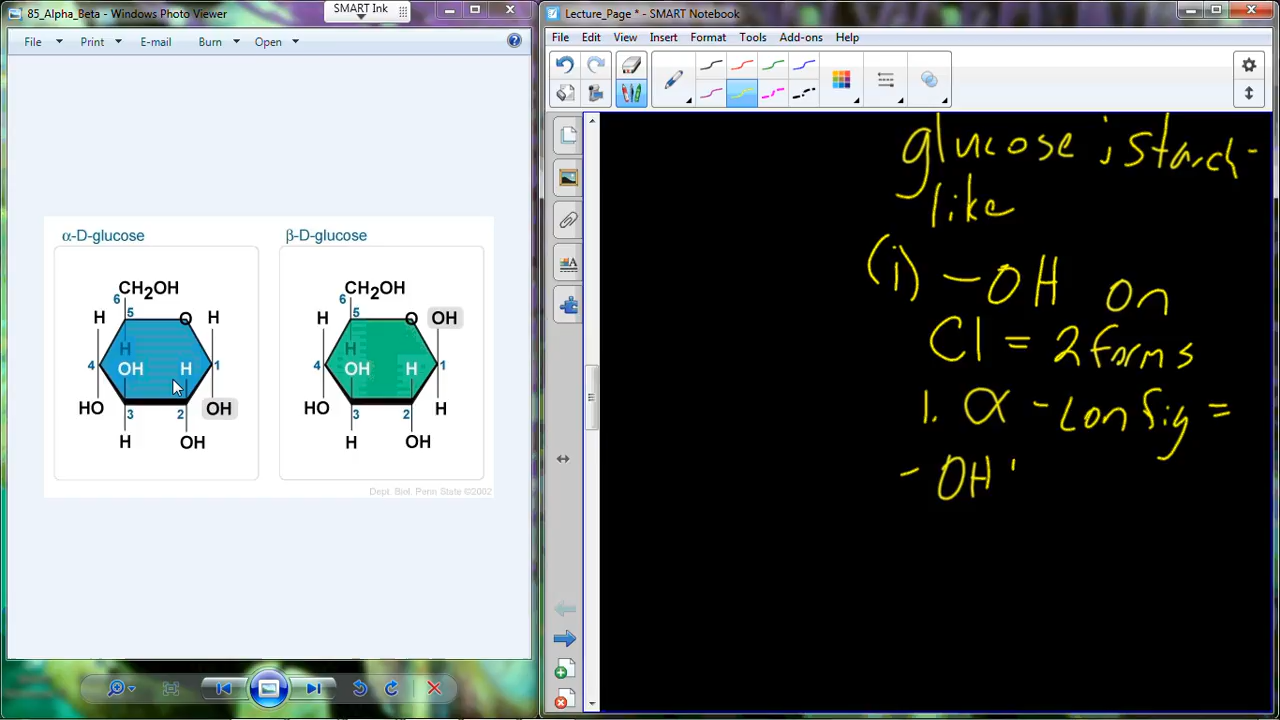 85_Alpha_Beta - Windows Photo Viewer
SMART Ink
File Print E-mail Burn Open
α-D-glucose
β-D-glucose
6 CH2OH
H 5 O H
4 H OH H 1
HO 3 2 OH
H OH
6 CH2OH
H 5 O OH
4 H OH H 1
HO 3 2 H
H OH
Dept. Biol. Penn State ©2002
Lecture_Page * - SMART Notebook
File Edit View Insert Format Tools Add-ons Help
glucose ; starch-
like
(i) -OH on
C1 = 2 forms
1. α - config =
- OH